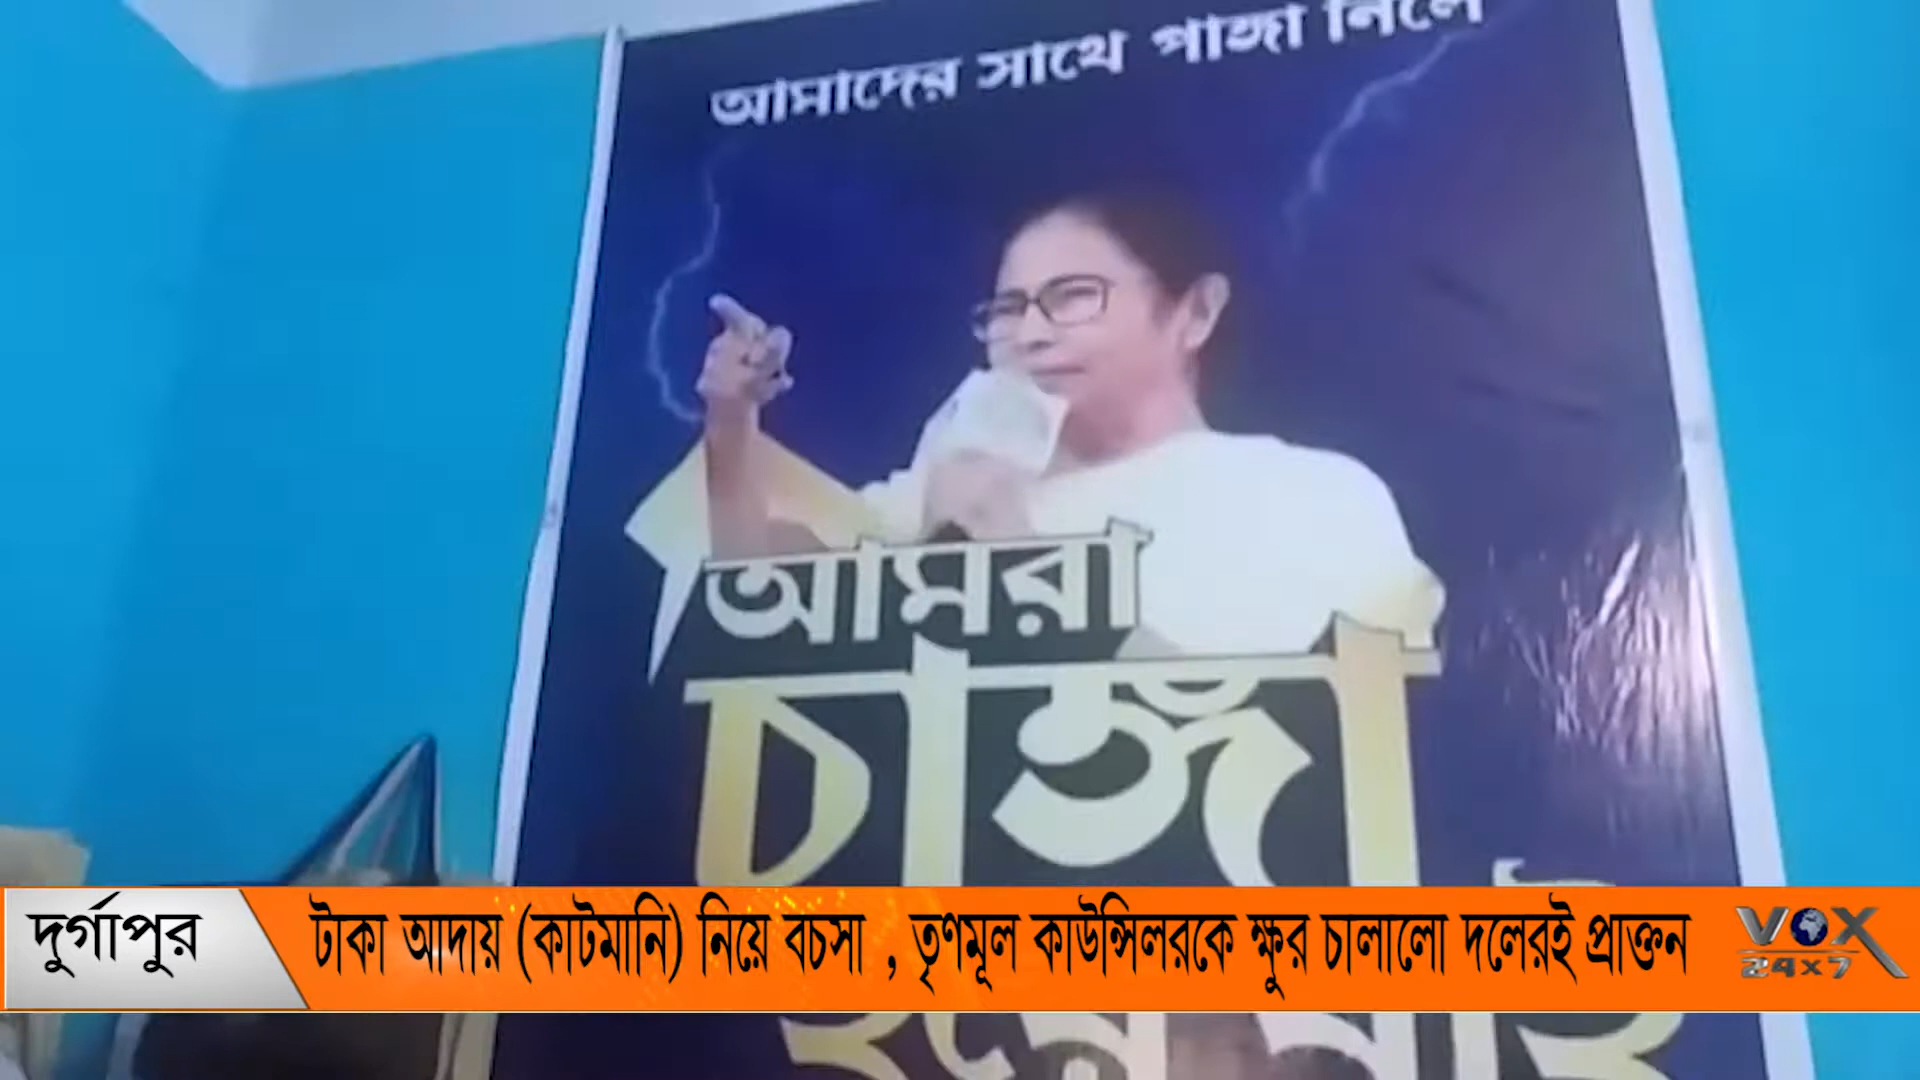 আমাদের সাথে পাঙ্গা নিলে
আমরা
চাঙ্গা
দুর্গাপুর
টাকা আদায় (কাটমানি) নিয়ে বচসা , তৃণমূল কাউন্সিলরকে ক্ষুর চালালো দলেরই প্রাক্তন
VOX
24x7